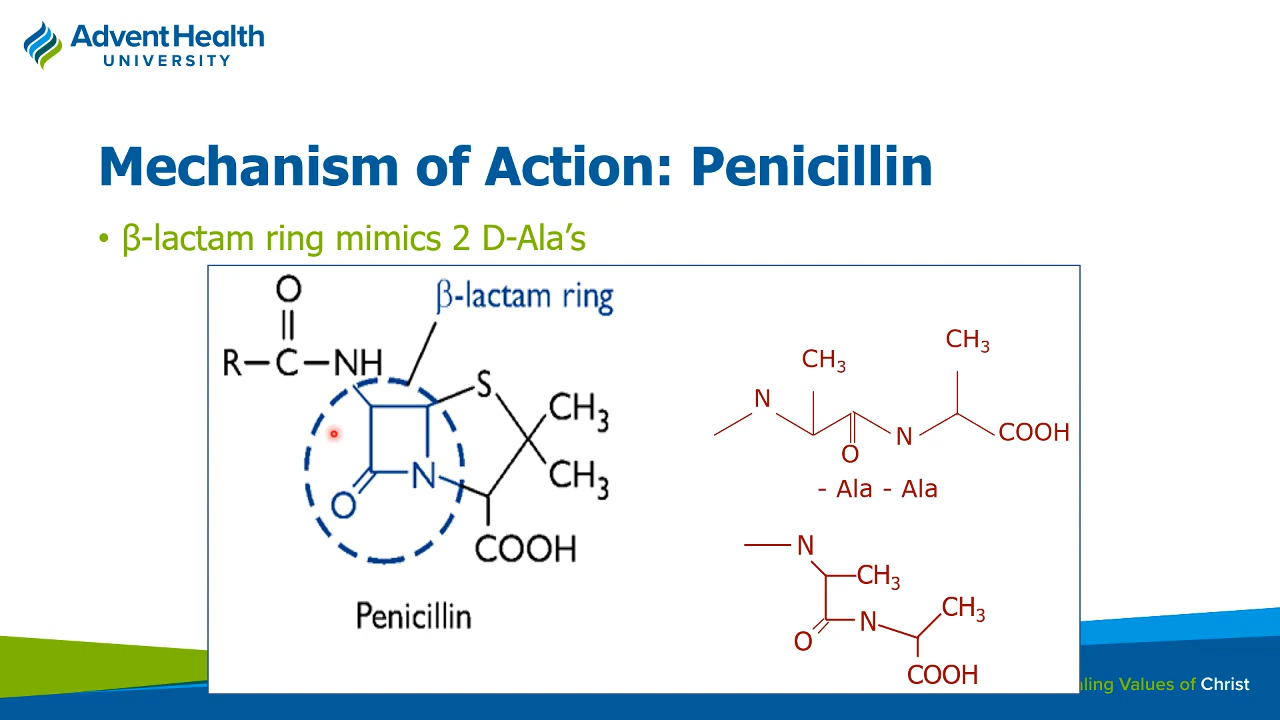 AdventHealth
UNIVERSITY
Mechanism of Action: Penicillin
• β-lactam ring mimics 2 D-Ala’s
β-lactam ring
O
R–C–NH
S
CH₃
CH₃
N
O
COOH
Penicillin
CH₃
CH₃
N
N
COOH
O
- Ala - Ala
N
CH₃
CH₃
N
O
COOH
Values of Christ